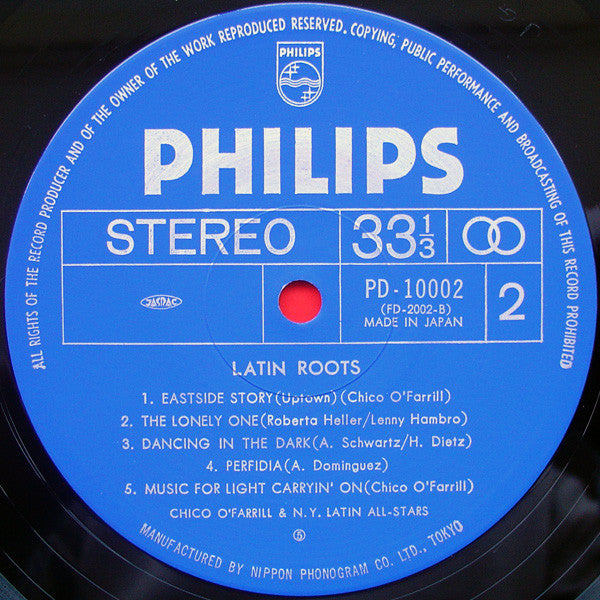 ALL RIGHTS OF THE RECORD PRODUCER AND OF THE OWNER OF THE WORK REPRODUCED RESERVED. COPYING, PUBLIC PERFORMANCE AND BROADCASTING OF THIS RECORD PROHIBITED
PHILIPS
PHILIPS
STEREO 33 1/3
JASRAC PD-10002 2
(FD-2002-B)
MADE IN JAPAN
LATIN ROOTS
1. EASTSIDE STORY(Uptown)(Chico O'Farrill)
2. THE LONELY ONE(Roberta Heller/Lenny Hambro)
3. DANCING IN THE DARK(A. Schwartz/H. Dietz)
4. PERFIDIA(A. Dominguez)
5. MUSIC FOR LIGHT CARRYIN' ON(Chico O'Farrill)
CHICO O'FARRILL & N.Y. LATIN ALL-STARS
MANUFACTURED BY NIPPON PHONOGRAM CO. LTD., TOKYO